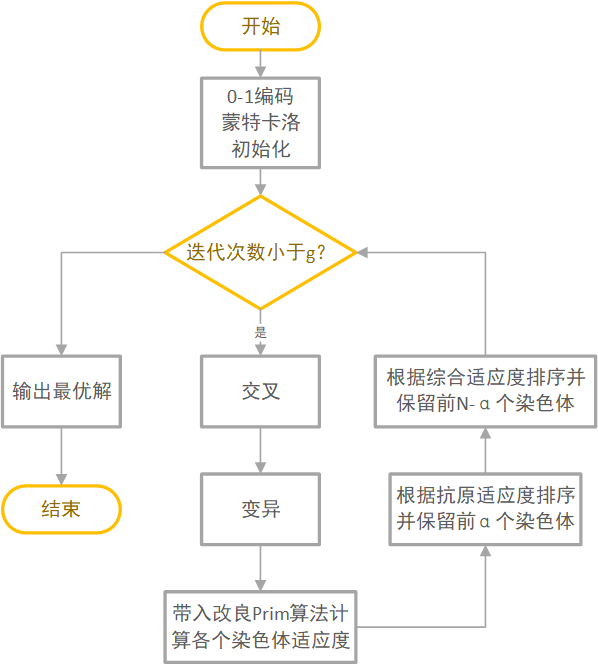 开始
0-1编码
蒙特卡洛
初始化
迭代次数小于g?
是
输出最优解
交叉
根据综合适应度排序并
保留前N-α个染色体
结束
变异
根据抗原适应度排序
并保留前α个染色体
带入改良Prim算法计
算各个染色体适应度